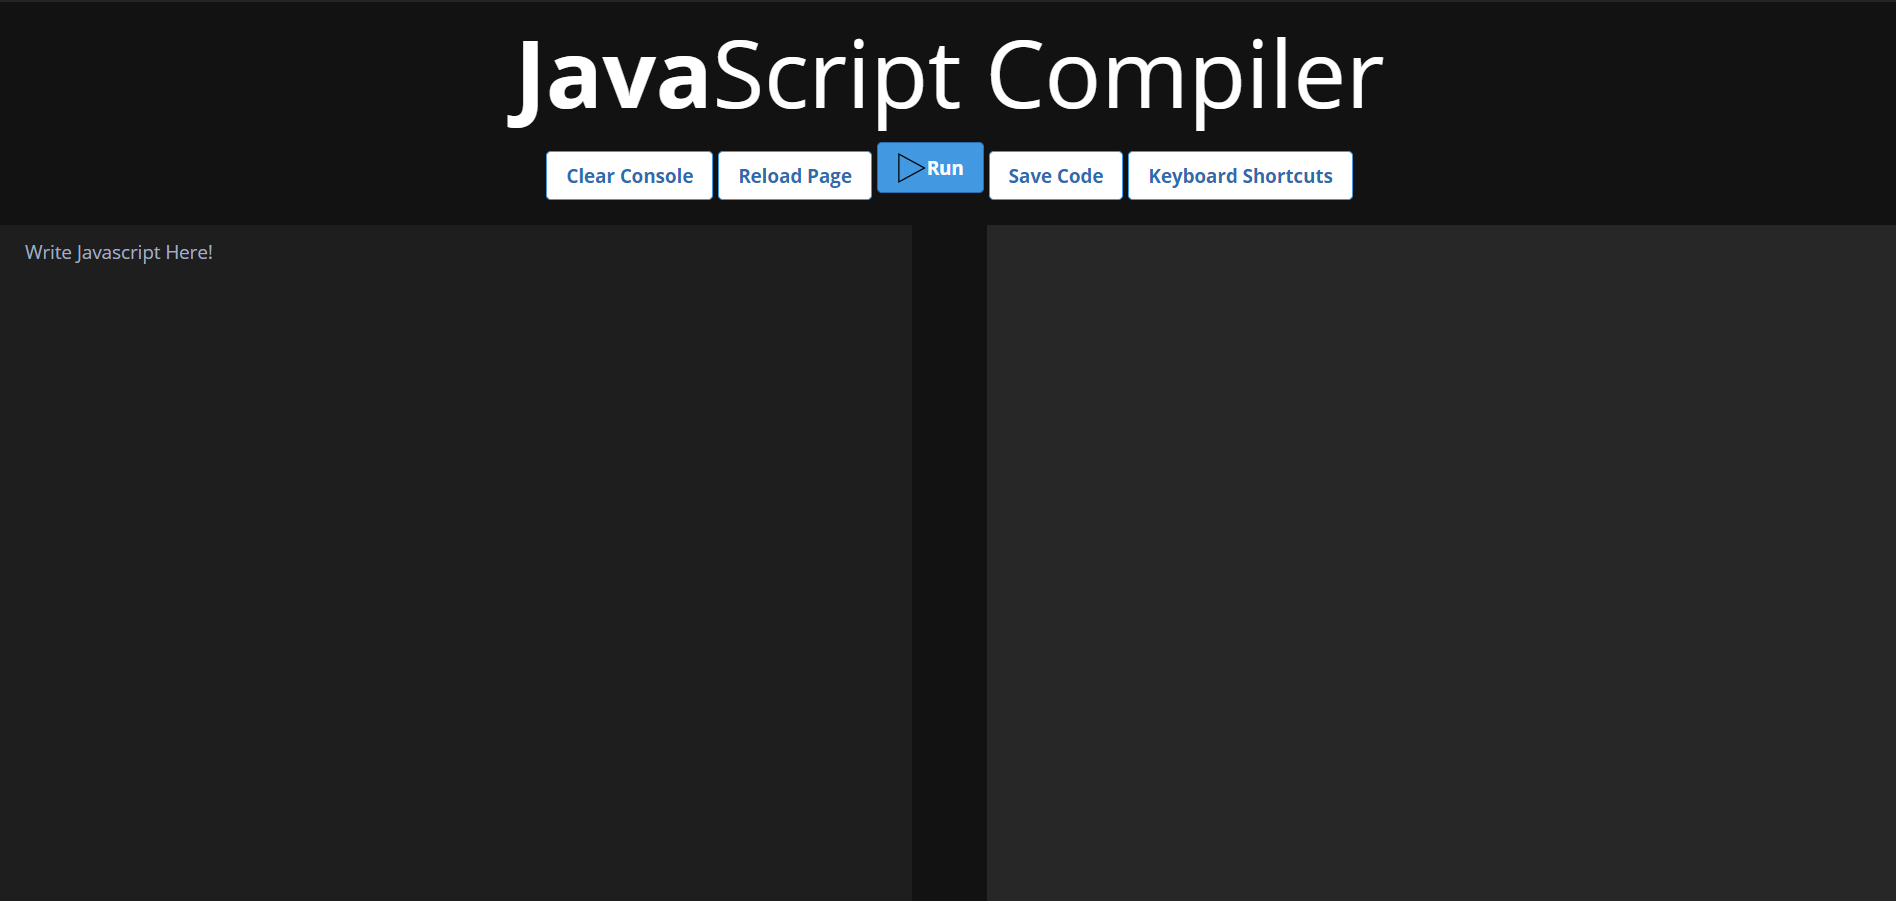 JavaScript Compiler
Clear Console
Reload Page
Run
Save Code
Keyboard Shortcuts
Write Javascript Here!